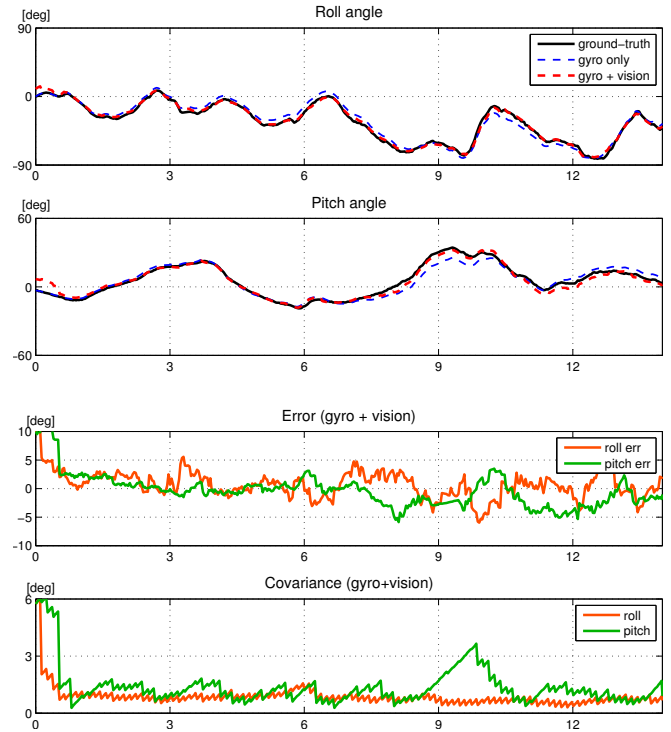 Roll angle
[deg]
90
0
-90
ground-truth
gyro only
gyro + vision
0
3
6
9
12
Pitch angle
[deg]
60
0
-60
0
3
6
9
12
Error (gyro + vision)
[deg]
10
5
0
-5
-10
roll err
pitch err
0
3
6
9
12
Covariance (gyro+vision)
[deg]
6
3
0
roll
pitch
0
3
6
9
12